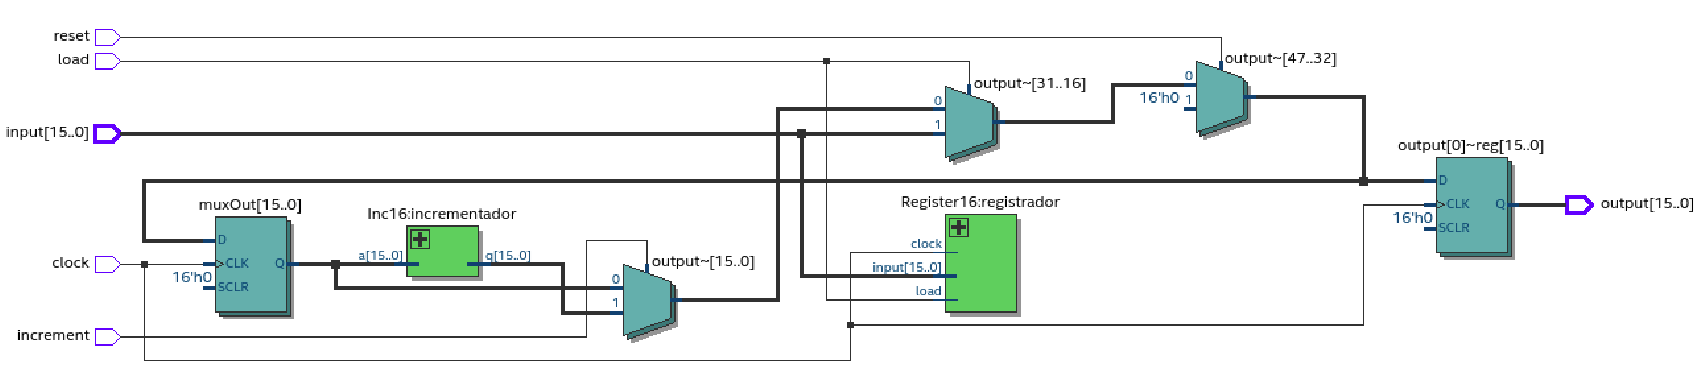 reset
load
input[15..0]
clock
increment
muxOut[15..0]
D
CLK
Q
16'h0
SCLR
Inc16:incrementador
a[15..0]
q[15..0]
output~[15..0]
0
1
output~[31..16]
0
1
output~[47..32]
0
16'h0
1
Register16:registrador
clock
input[15..0]
load
output[0]~reg[15..0]
D
CLK
Q
16'h0
SCLR
output[15..0]